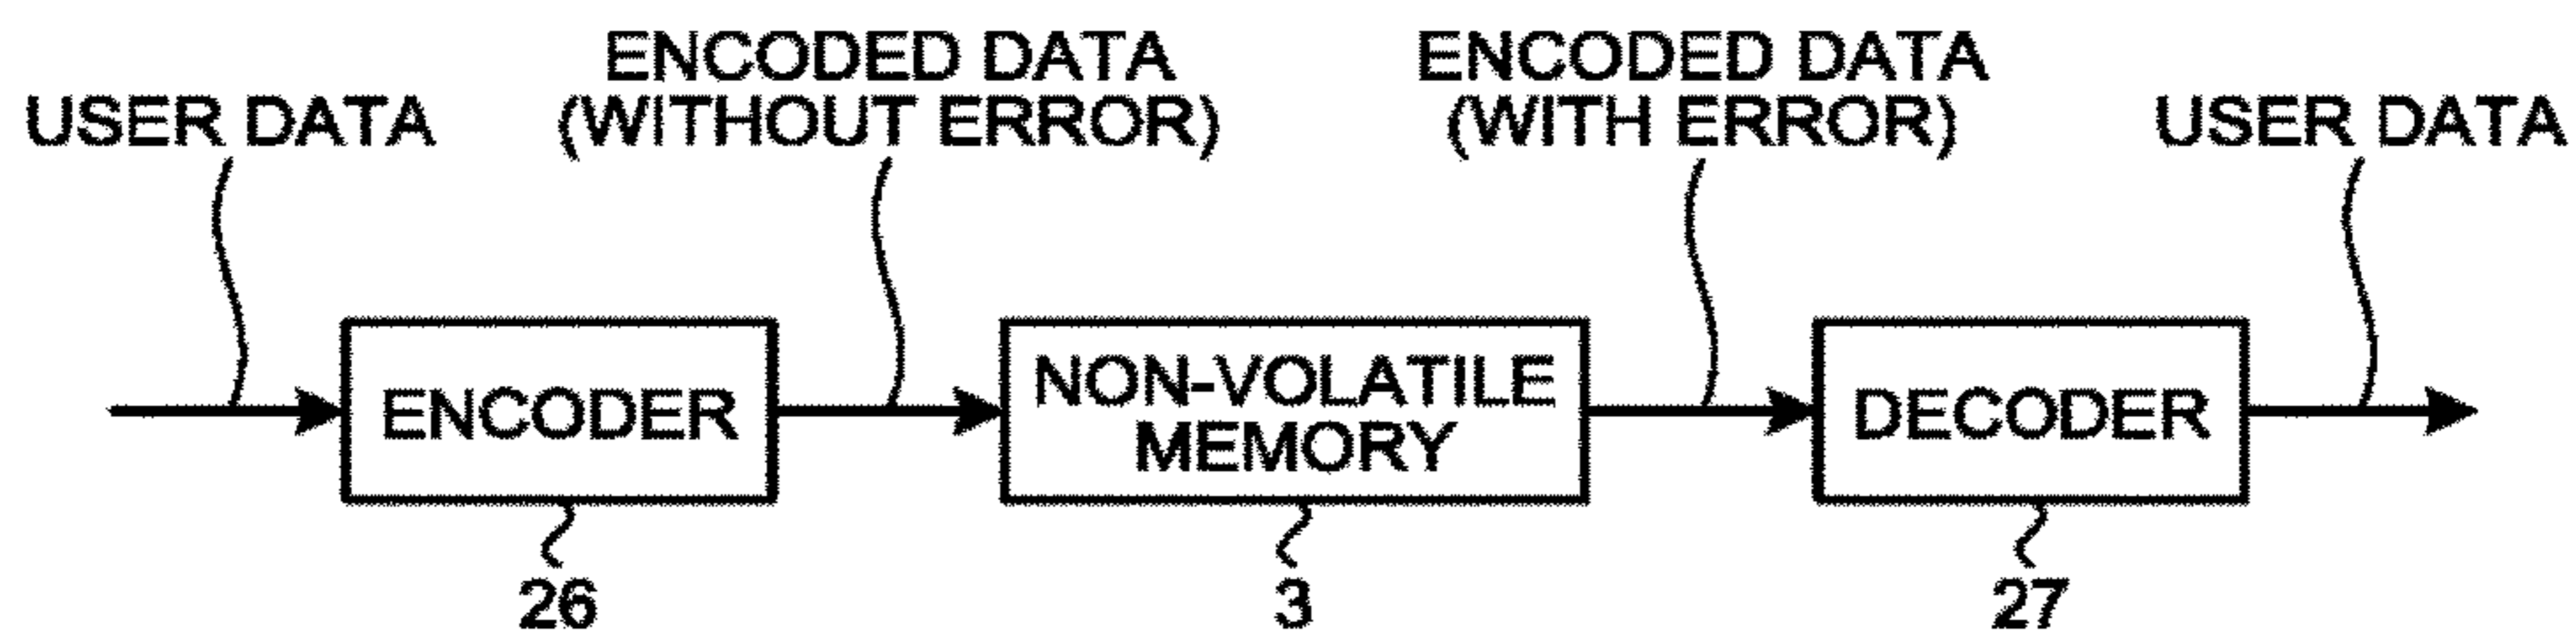 USER DATA
ENCODED DATA
(WITHOUT ERROR)
ENCODED DATA
(WITH ERROR)
USER DATA
ENCODER
NON-VOLATILE
MEMORY
DECODER
26
3
27